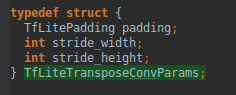 typedef struct {
  TfLitePadding padding;
  int stride_width;
  int stride_height;
} TfLiteTransposeConvParams;